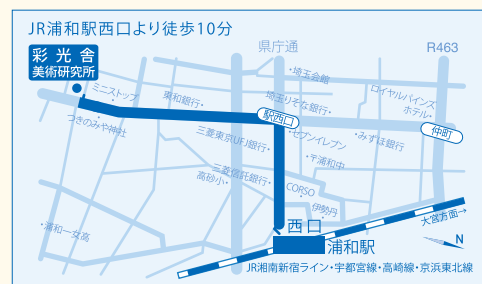 JR浦和駅西口より徒歩10分
県庁通
R463
彩光舎
美術研究所
・埼玉会館
ミニストップ
東和銀行・
埼玉りそな銀行・
ロイヤルパインズ
ホテル・
駅西口
つきのみや神社
三菱東京UFJ銀行・
・セブンイレブン
・みずほ銀行
仲町
・〒浦和中
三菱信託銀行・
高砂小・
CORSO
伊勢丹
・浦和一女高
西口
大宮方面→
浦和駅
N
JR湘南新宿ライン・宇都宮線・高崎線・京浜東北線